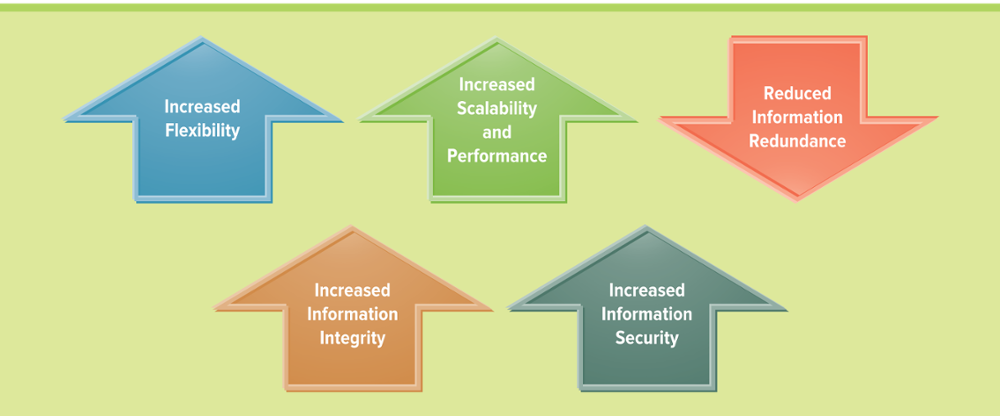 Increased
Flexibility
Increased
Scalability
and
Performance
Reduced
Information
Redundance
Increased
Information
Integrity
Increased
Information
Security